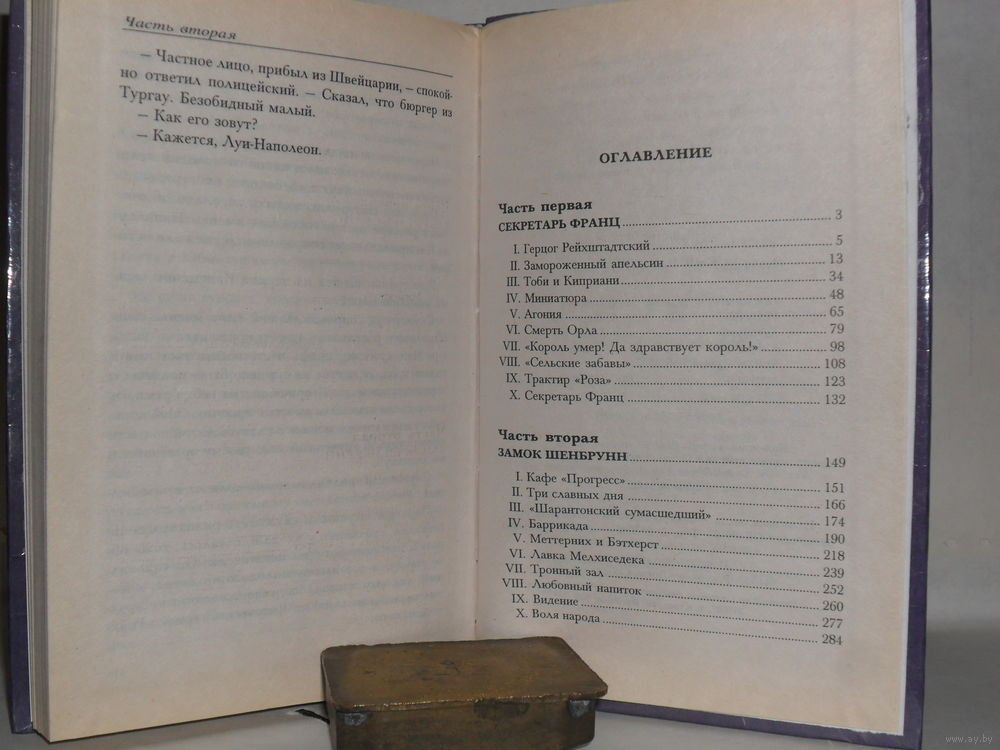 Часть вторая
– Частное лицо, прибыл из Швейцарии, – спокой-
но ответил полицейский. – Сказал, что бюргер из
Тургау. Безобидный малый.
– Как его зовут?
– Кажется, Луи-Наполеон.
ОГЛАВЛЕНИЕ
Часть первая
СЕКРЕТАРЬ ФРАНЦ 3
I. Герцог Рейхштадтский 5
II. Замороженный апельсин 13
III. Тоби и Киприани 34
IV. Миниатюра 48
V. Агония 65
VI. Смерть Орла 79
VII. «Король умер! Да здравствует король!» 98
VIII. «Сельские забавы» 108
IX. Трактир «Роза» 123
X. Секретарь Франц 132
Часть вторая
ЗАМОК ШЕНБРУНН 149
I. Кафе «Прогресс» 151
II. Три славных дня 166
III. «Шарантонский сумасшедший» 174
IV. Баррикада 190
V. Меттерних и Бэтхерст 218
VI. Лавка Мелхиседека 239
VII. Тронный зал 252
VIII. Любовный напиток 260
IX. Видение 277
X. Воля народа 284
www.ay.by